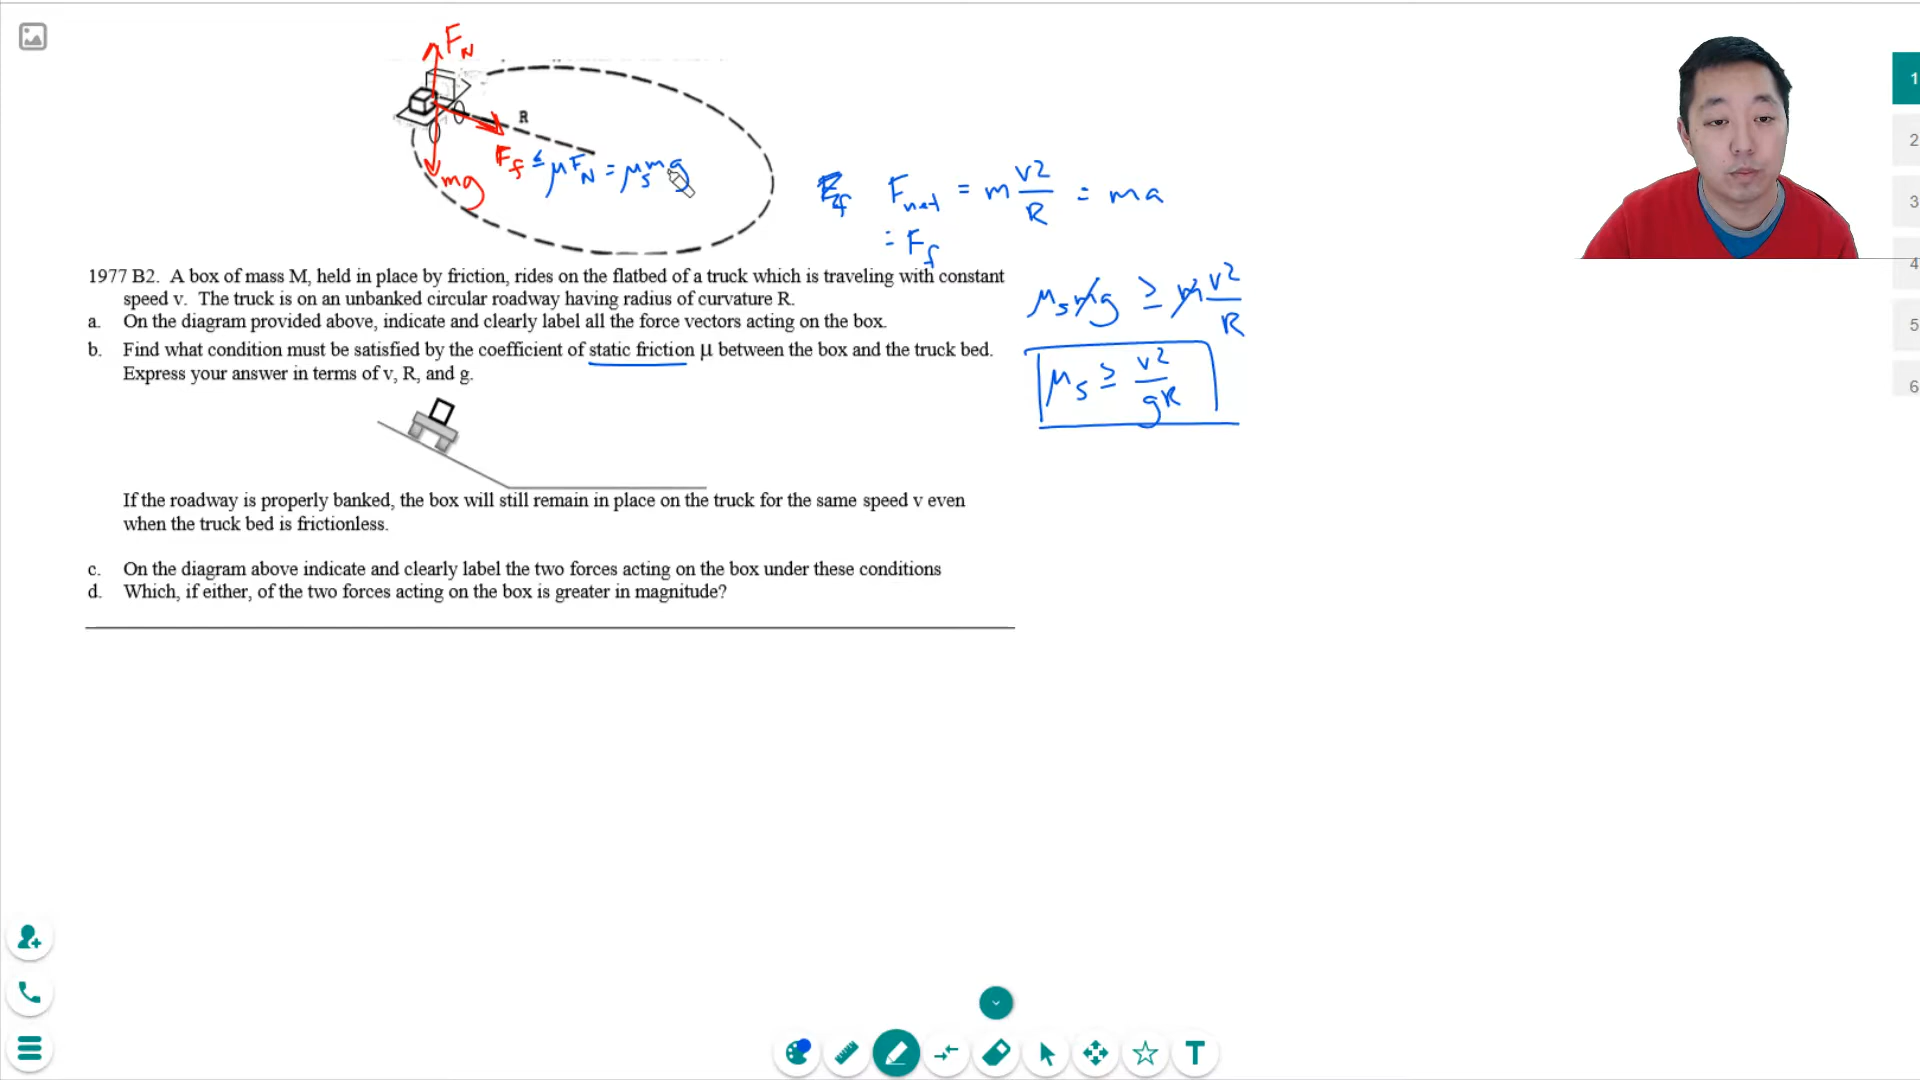 F_N
R
F_f ≤ μF_N = μ_s mg
mg
F_f F_net = m v²/R = ma
= F_f
1977 B2. A box of mass M, held in place by friction, rides on the flatbed of a truck which is traveling with constant
speed v. The truck is on an unbanked circular roadway having radius of curvature R.
a. On the diagram provided above, indicate and clearly label all the force vectors acting on the box.
b. Find what condition must be satisfied by the coefficient of static friction μ between the box and the truck bed.
Express your answer in terms of v, R, and g.
μ_s mg ≥ m v²/R
μ_s ≥ v²/gR
If the roadway is properly banked, the box will still remain in place on the truck for the same speed v even
when the truck bed is frictionless.
c. On the diagram above indicate and clearly label the two forces acting on the box under these conditions
d. Which, if either, of the two forces acting on the box is greater in magnitude?
1
2
3
4
5
6
T